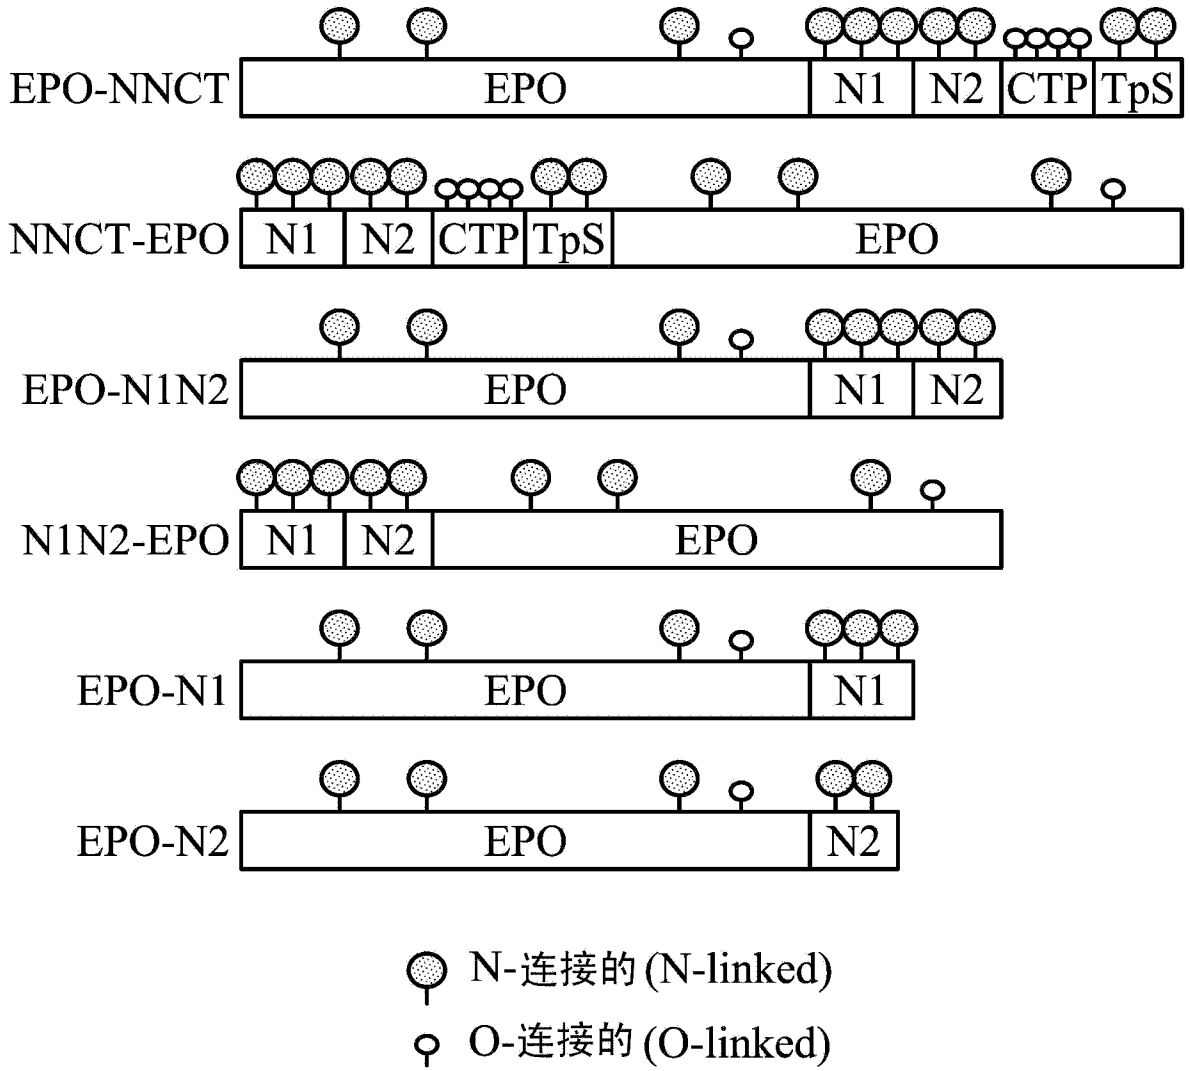 EPO-NNCT EPO N1 N2 CTP TpS
NNCT-EPO N1 N2 CTP TpS EPO
EPO-N1N2 EPO N1 N2
N1N2-EPO N1 N2 EPO
EPO-N1 EPO N1
EPO-N2 EPO N2
N-连接的 (N-linked)
O-连接的 (O-linked)